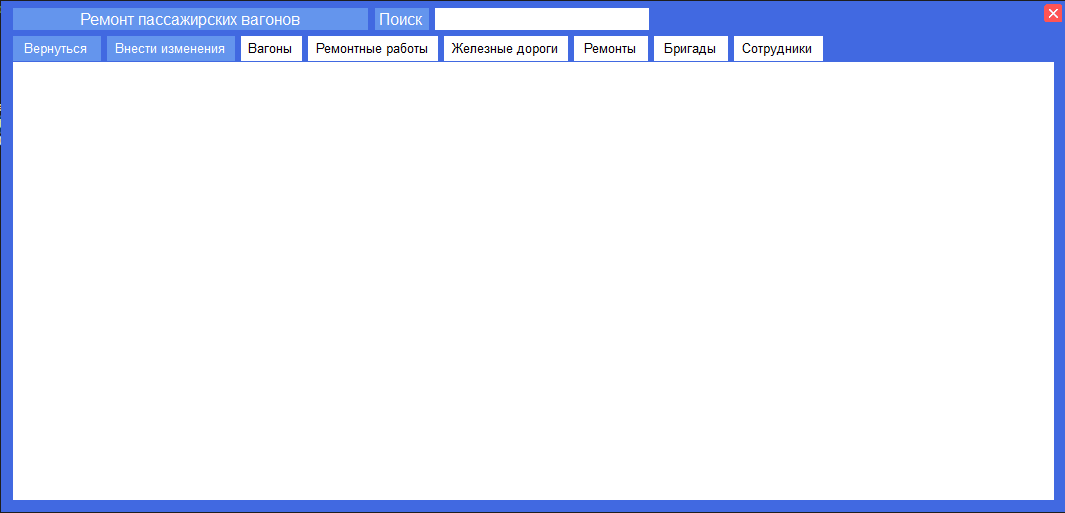 Ремонт пассажирских вагонов Поиск
Вернуться Внести изменения Вагоны Ремонтные работы Железные дороги Ремонты Бригады Сотрудники